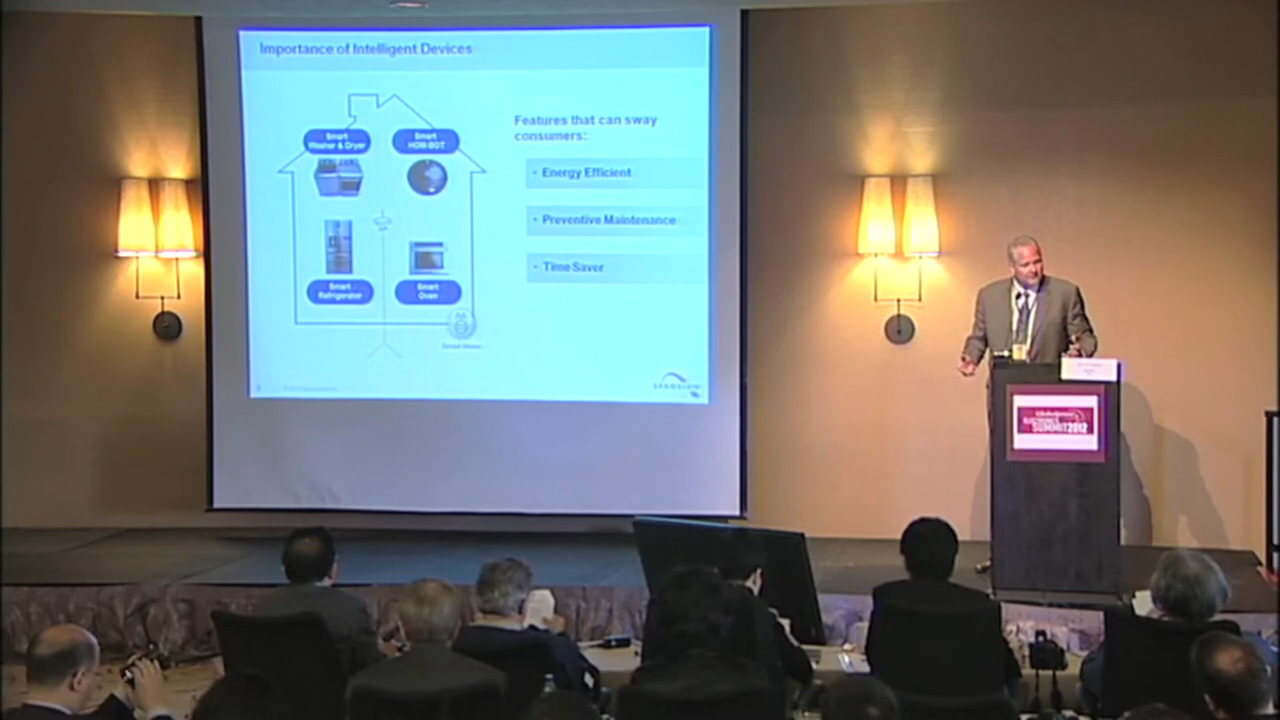 Importance of Intelligent Devices
Smart
Washer & Dryer
Smart
HOM-BOT
Smart
Refrigerator
Smart
Oven
Smart Meter
Features that can sway
consumers:
• Energy Efficient
• Preventive Maintenance
• Time Saver
SPANSION
ELECTRONICS
SUMMIT2012